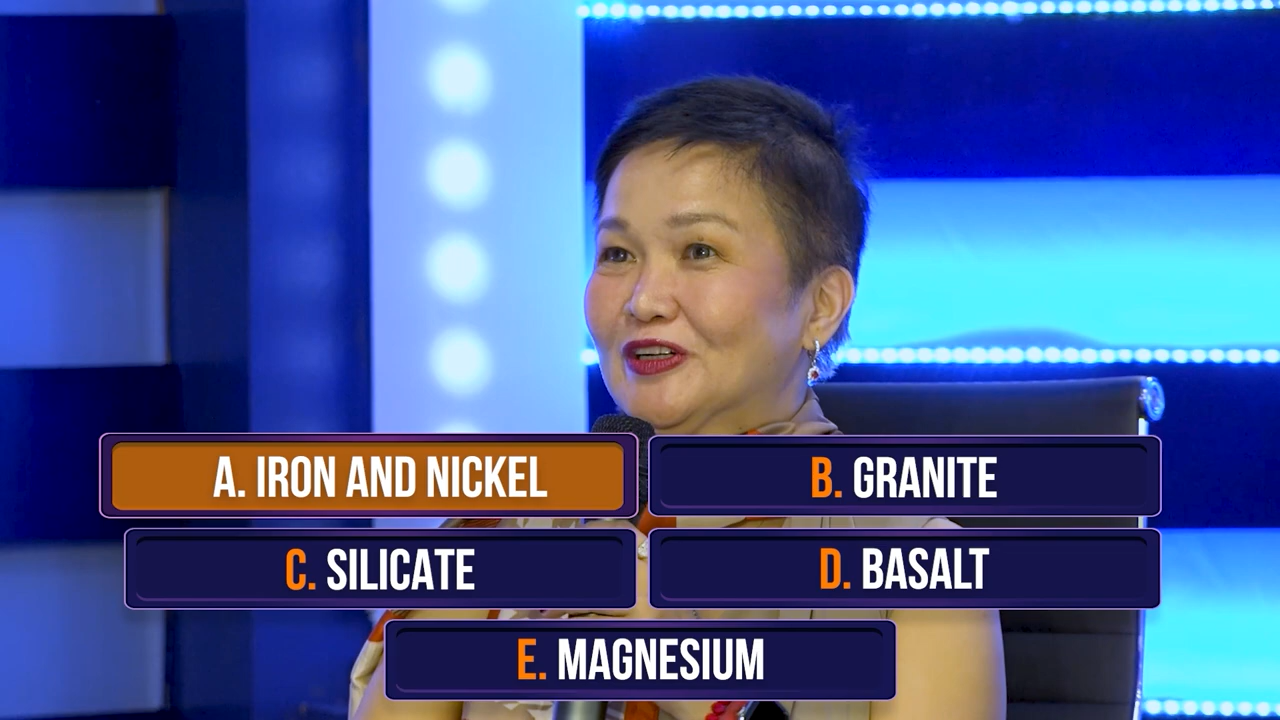 A. IRON AND NICKEL
B. GRANITE
C. SILICATE
D. BASALT
E. MAGNESIUM